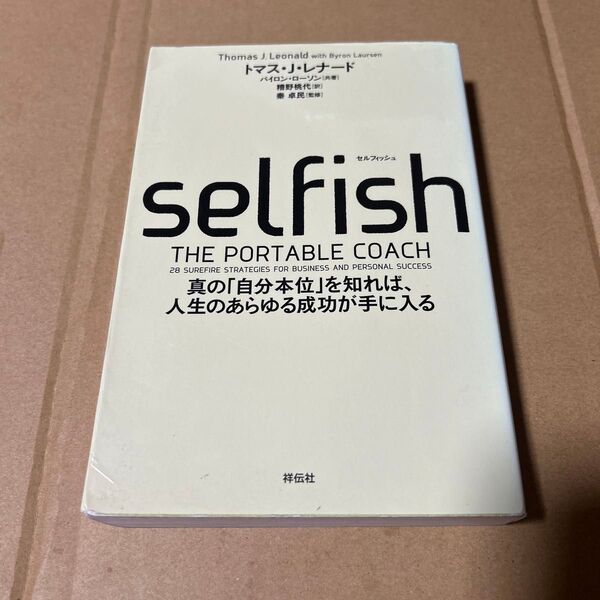 Thomas J. Leonald with Byron Laursen
トマス・J・レナード
バイロン・ローソン[共著]
糟野桃代[訳]
秦 卓民[監修]
セルフィッシュ
selfish
THE PORTABLE COACH
28 SUREFIRE STRATEGIES FOR BUSINESS AND PERSONAL SUCCESS
真の「自分本位」を知れば、
人生のあらゆる成功が手に入る
祥伝社